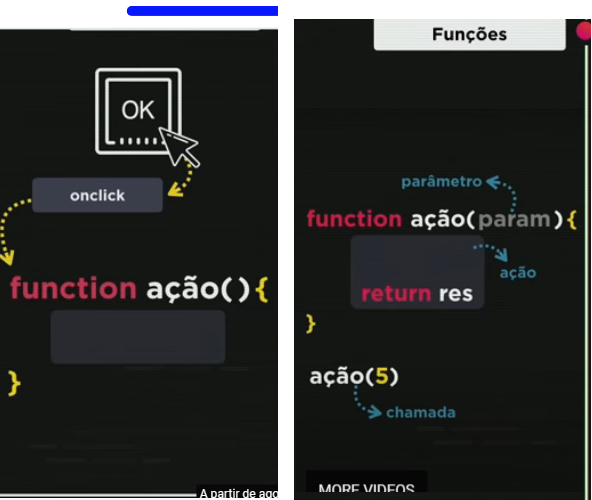 OK
onclick
function ação(){
}
A partir de ago
Funções
parâmetro
function ação(param){
ação
return res
}
ação(5)
chamada
MORE VIDEOS